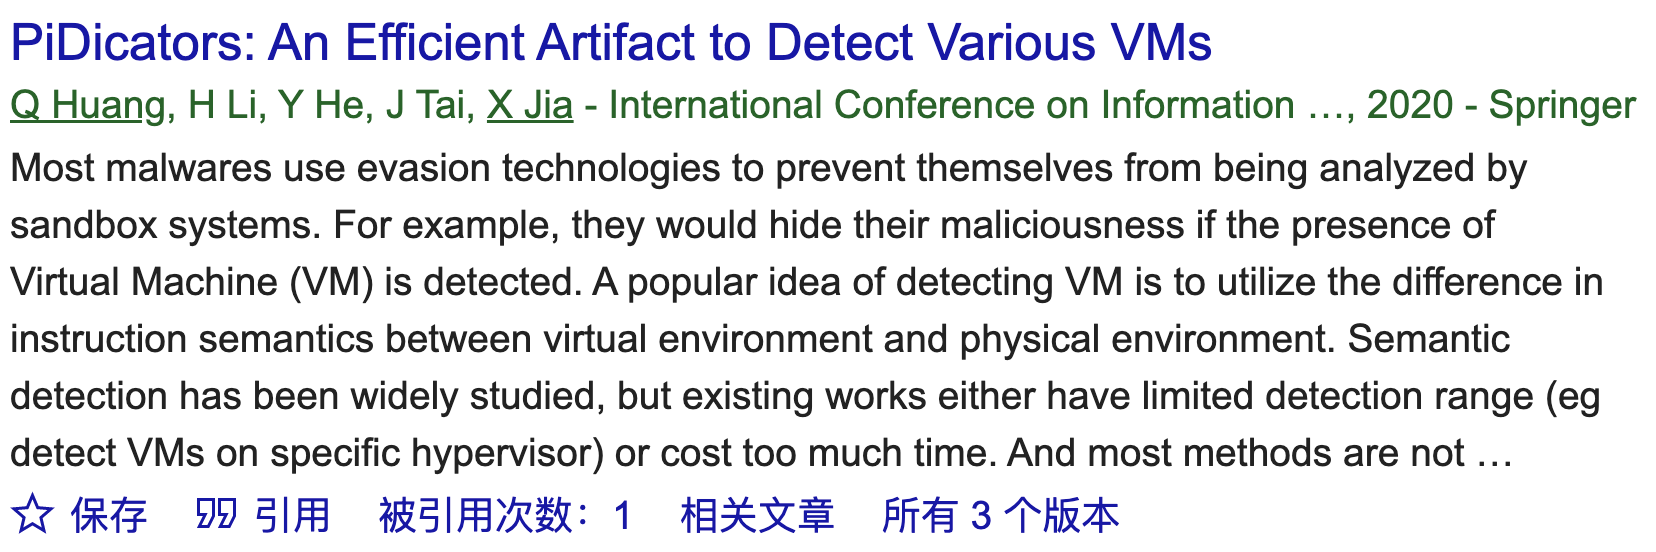 PiDicators: An Efficient Artifact to Detect Various VMs
Q Huang, H Li, Y He, J Tai, X Jia - International Conference on Information …, 2020 - Springer
Most malwares use evasion technologies to prevent themselves from being analyzed by
sandbox systems. For example, they would hide their maliciousness if the presence of
Virtual Machine (VM) is detected. A popular idea of detecting VM is to utilize the difference in
instruction semantics between virtual environment and physical environment. Semantic
detection has been widely studied, but existing works either have limited detection range (eg
detect VMs on specific hypervisor) or cost too much time. And most methods are not …
保存 引用 被引用次数：1 相关文章 所有 3 个版本